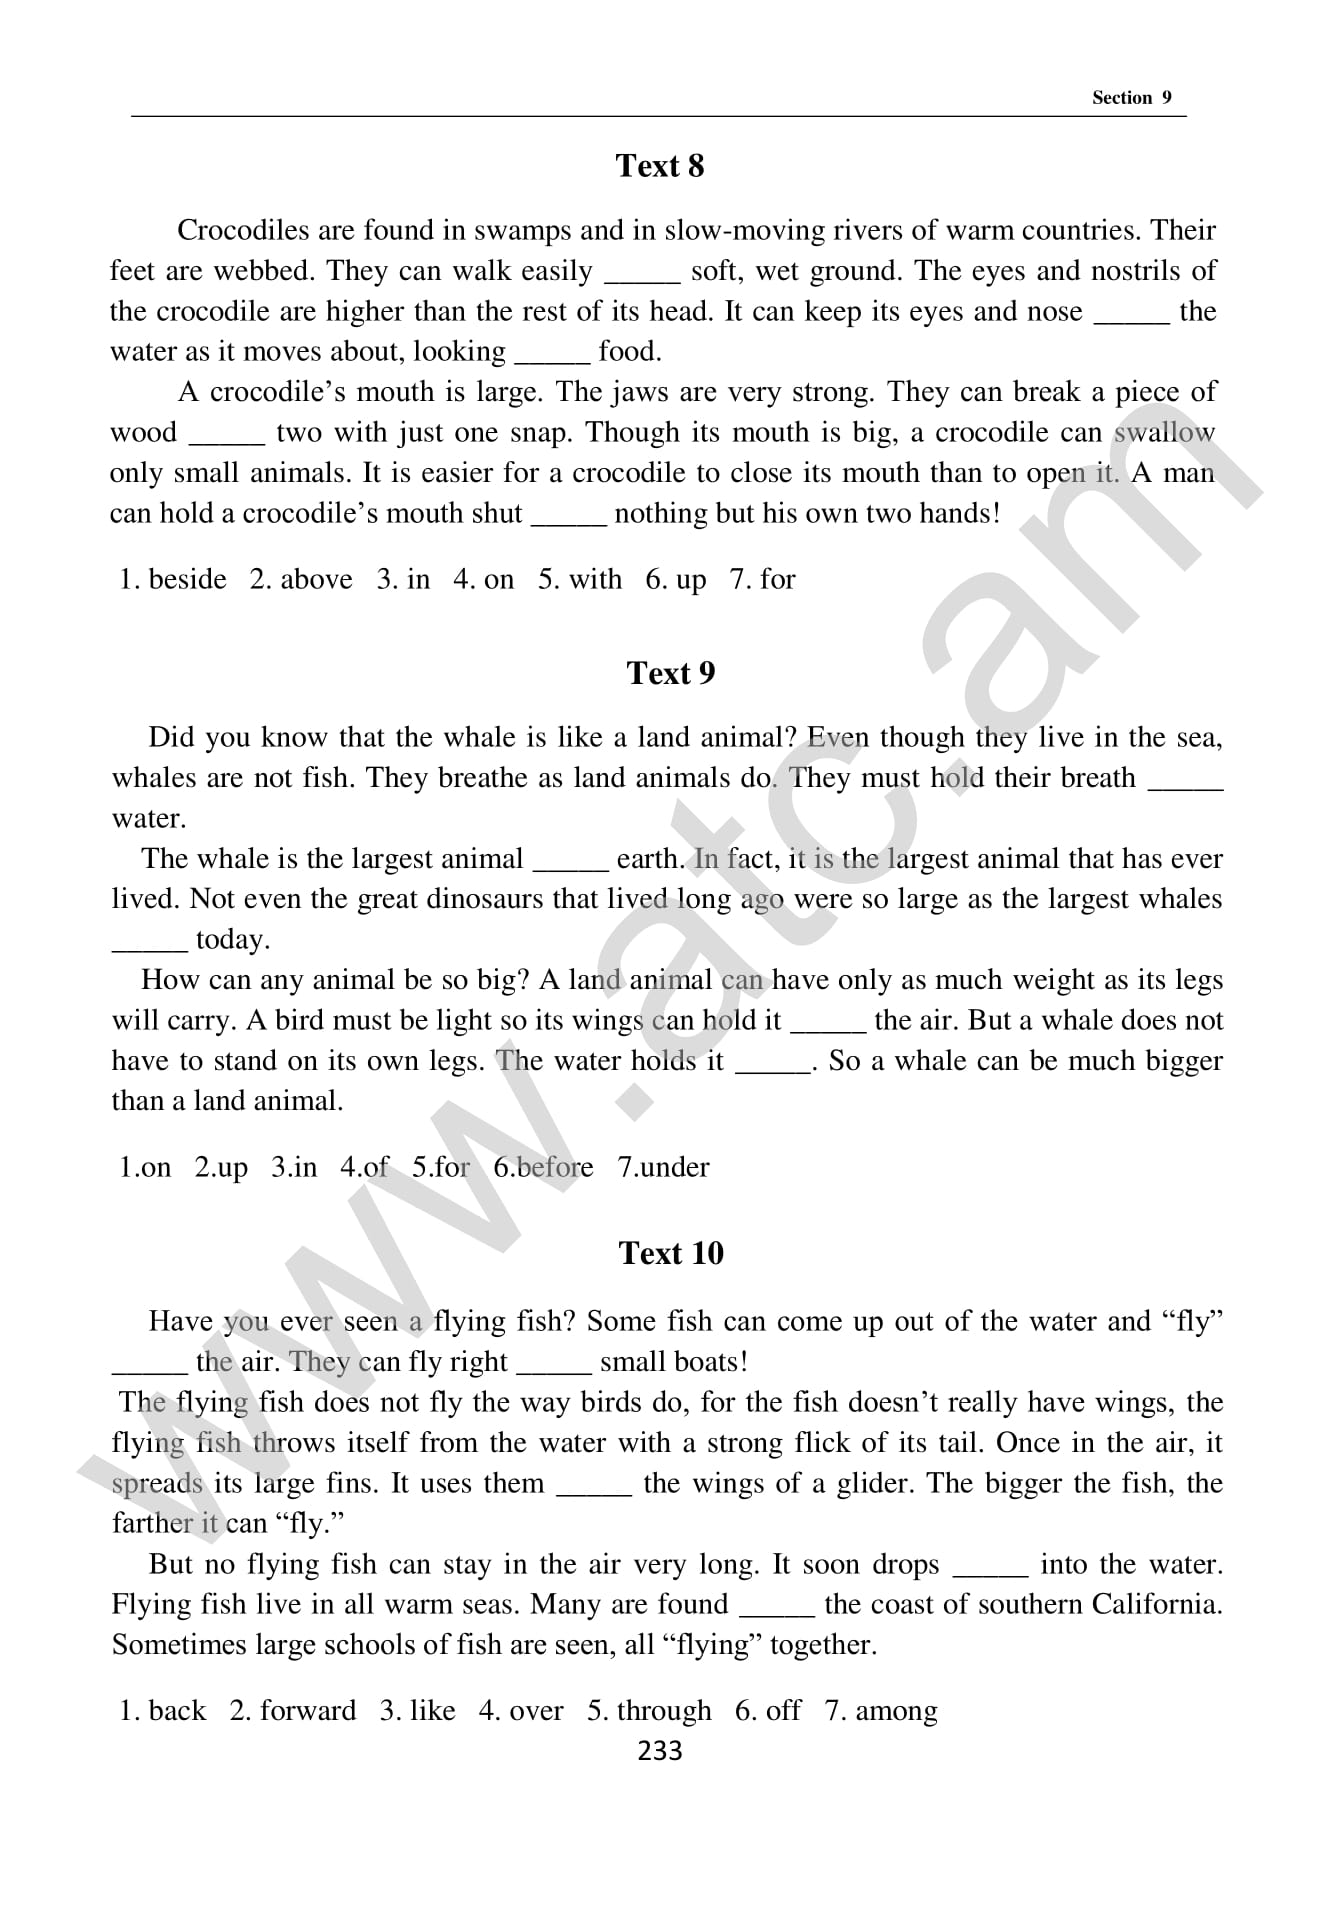 Section 9
Text 8
Crocodiles are found in swamps and in slow-moving rivers of warm countries. Their
feet are webbed. They can walk easily _____ soft, wet ground. The eyes and nostrils of
the crocodile are higher than the rest of its head. It can keep its eyes and nose _____ the
water as it moves about, looking _____ food.
A crocodile’s mouth is large. The jaws are very strong. They can break a piece of
wood _____ two with just one snap. Though its mouth is big, a crocodile can swallow
only small animals. It is easier for a crocodile to close its mouth than to open it. A man
can hold a crocodile’s mouth shut _____ nothing but his own two hands!
1. beside 2. above 3. in 4. on 5. with 6. up 7. for
Text 9
Did you know that the whale is like a land animal? Even though they live in the sea,
whales are not fish. They breathe as land animals do. They must hold their breath _____
water.
The whale is the largest animal _____ earth. In fact, it is the largest animal that has ever
lived. Not even the great dinosaurs that lived long ago were so large as the largest whales
_____ today.
How can any animal be so big? A land animal can have only as much weight as its legs
will carry. A bird must be light so its wings can hold it _____ the air. But a whale does not
have to stand on its own legs. The water holds it _____. So a whale can be much bigger
than a land animal.
1.on 2.up 3.in 4.of 5.for 6.before 7.under
Text 10
Have you ever seen a flying fish? Some fish can come up out of the water and “fly”
_____ the air. They can fly right _____ small boats!
The flying fish does not fly the way birds do, for the fish doesn’t really have wings, the
flying fish throws itself from the water with a strong flick of its tail. Once in the air, it
spreads its large fins. It uses them _____ the wings of a glider. The bigger the fish, the
farther it can “fly.”
But no flying fish can stay in the air very long. It soon drops _____ into the water.
Flying fish live in all warm seas. Many are found _____ the coast of southern California.
Sometimes large schools of fish are seen, all “flying” together.
1. back 2. forward 3. like 4. over 5. through 6. off 7. among
233
www.atc.am